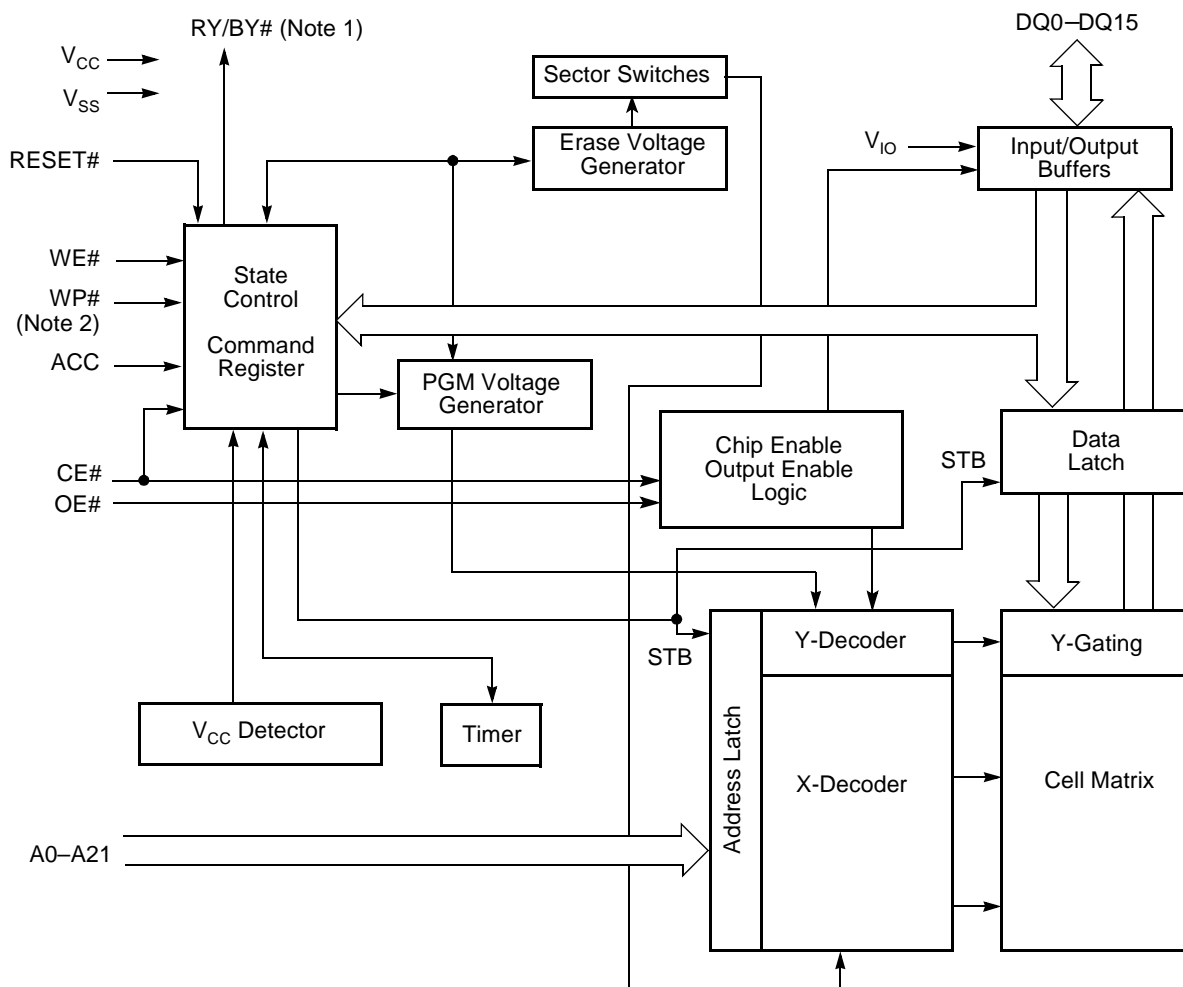 RY/BY# (Note 1)
DQ0–DQ15
VCC
VSS
Sector Switches
RESET#
Erase Voltage
Generator
VIO
Input/Output
Buffers
WE#
WP#
(Note 2)
ACC
State
Control
Command
Register
PGM Voltage
Generator
CE#
OE#
Chip Enable
Output Enable
Logic
STB
Data
Latch
STB
Y-Decoder
Y-Gating
VCC Detector
Timer
Address Latch
X-Decoder
Cell Matrix
A0–A21